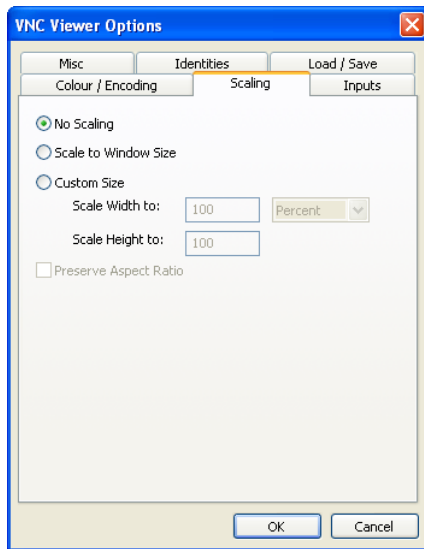 VNC Viewer Options
Misc Identities Load / Save
Colour / Encoding Scaling Inputs
No Scaling
Scale to Window Size
Custom Size
Scale Width to: 100 Percent
Scale Height to: 100
Preserve Aspect Ratio
OK Cancel